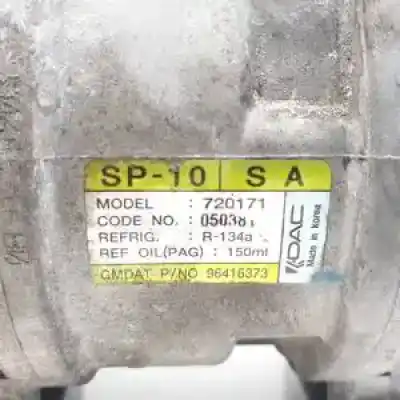 SP-10 S A
MODEL : 720171
CODE NO. : 050381
REFRIG. : R-134a
REF OIL(PAG) : 150ml
GMDAT P/NO 96416373
DAC
Made in Korea